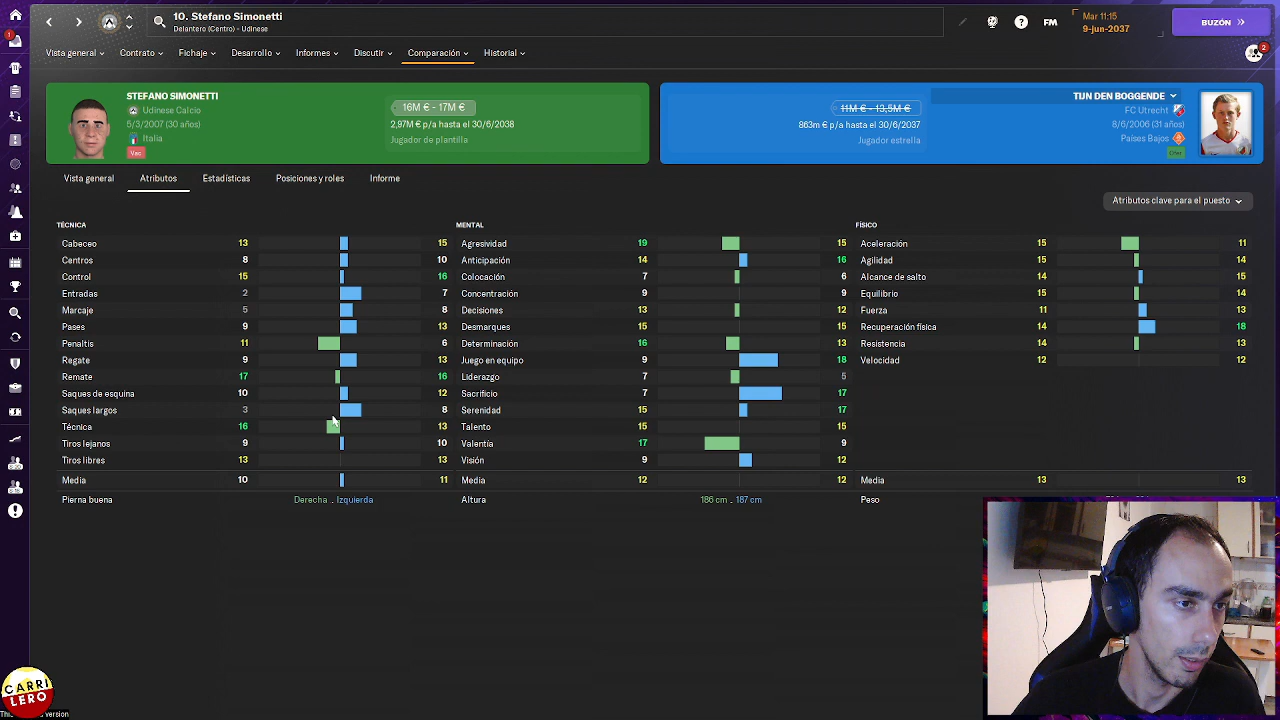 10. Stefano Simonetti
Delantero (Centro) - Udinese
FM
Mar 11:15
9-jun-2037
BUZÓN
1
2
Vista general
Contrato
Fichaje
Desarrollo
Informes
Discutir
Comparación
Historial
STEFANO SIMONETTI
Udinese Calcio
5/3/2007 (30 años)
Italia
Vac
16M € - 17M €
2,97M € p/a hasta el 30/6/2038
Jugador de plantilla
TIJN DEN BOGGENDE
11M € - 13,5M €
FC Utrecht
863m € p/a hasta el 30/6/2037
8/6/2006 (31 años)
Jugador estrella
Países Bajos
Vista general
Atributos
Estadísticas
Posiciones y roles
Informe
Atributos clave para el puesto
TÉCNICA
Cabeceo 13 15
Centros 8 10
Control 15 16
Entradas 2 7
Marcaje 5 8
Pases 9 13
Penaltis 11 6
Regate 9 13
Remate 17 16
Saques de esquina 10 12
Saques largos 3 8
Técnica 16 13
Tiros lejanos 9 10
Tiros libres 13 13
Media 10 11
Pierna buena Derecha - Izquierda
MENTAL
Agresividad 19 15
Anticipación 14 16
Colocación 7 6
Concentración 9 9
Decisiones 13 12
Desmarques 15 15
Determinación 16 13
Juego en equipo 9 18
Liderazgo 7 5
Sacrificio 7 17
Serenidad 15 17
Talento 15 15
Valentía 17 9
Visión 9 12
Media 12 12
Altura 186 cm - 187 cm
FÍSICO
Aceleración 15 11
Agilidad 15 14
Alcance de salto 14 15
Equilibrio 15 14
Fuerza 11 13
Recuperación física 14 18
Resistencia 14 13
Velocidad 12 12
Media 13 13
Peso
CARRI
LERO